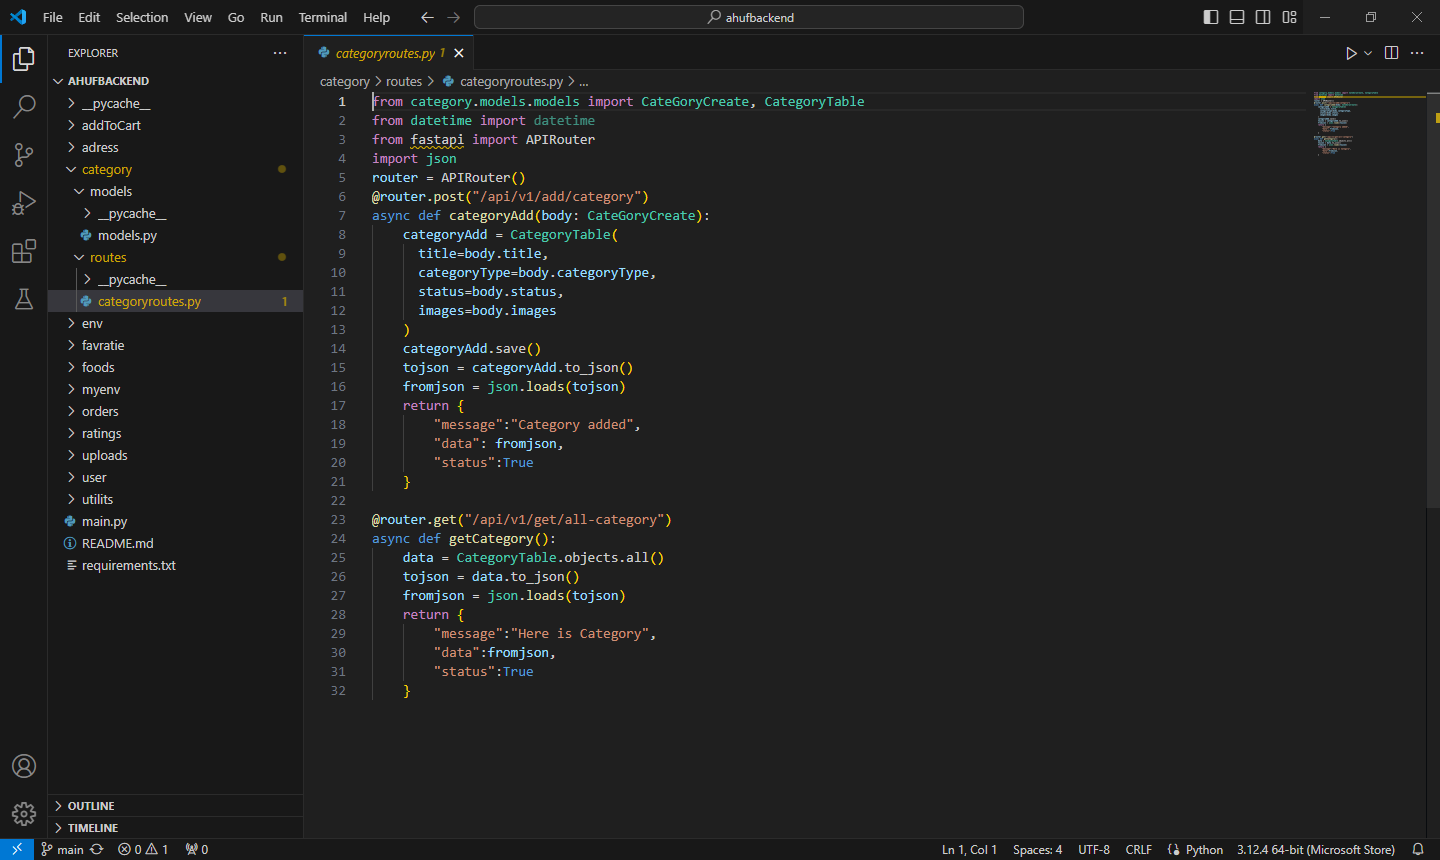 File Edit Selection View Go Run Terminal Help
ahufbackend
EXPLORER
AHUFBACKEND
__pycache__
addToCart
adress
category
models
__pycache__
models.py
routes
__pycache__
categoryroutes.py 1
env
favratie
foods
myenv
orders
ratings
uploads
user
utilits
main.py
README.md
requirements.txt
OUTLINE
TIMELINE
categoryroutes.py 1
category > routes > categoryroutes.py > ...
1 from category.models.models import CateGoryCreate, CategoryTable
2 from datetime import datetime
3 from fastapi import APIRouter
4 import json
5 router = APIRouter()
6 @router.post("/api/v1/add/category")
7 async def categoryAdd(body: CateGoryCreate):
8     categoryAdd = CategoryTable(
9       title=body.title,
10       categoryType=body.categoryType,
11       status=body.status,
12       images=body.images
13     )
14     categoryAdd.save()
15     tojson = categoryAdd.to_json()
16     fromjson = json.loads(tojson)
17     return {
18         "message":"Category added",
19         "data": fromjson,
20         "status":True
21     }
22
23 @router.get("/api/v1/get/all-category")
24 async def getCategory():
25     data = CategoryTable.objects.all()
26     tojson = data.to_json()
27     fromjson = json.loads(tojson)
28     return {
29         "message":"Here is Category",
30         "data":fromjson,
31         "status":True
32     }
main 0 1 0 Ln 1, Col 1 Spaces: 4 UTF-8 CRLF Python 3.12.4 64-bit (Microsoft Store)